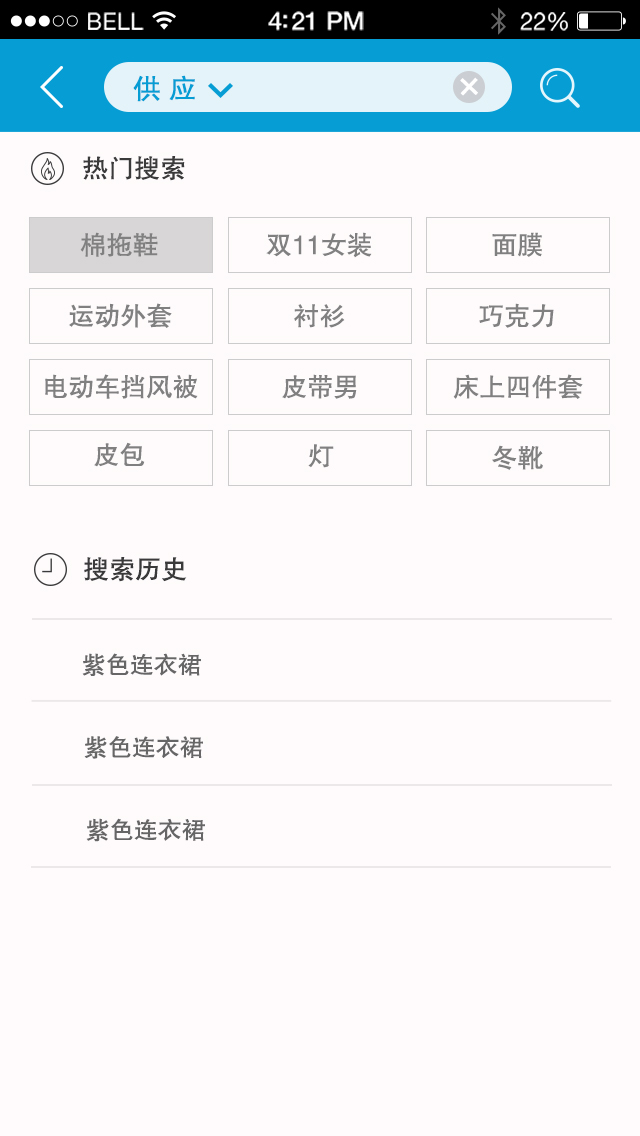 BELL 4:21 PM 22%
供应
热门搜索
棉拖鞋 双11女装 面膜
运动外套 衬衫 巧克力
电动车挡风被 皮带男 床上四件套
皮包 灯 冬靴
搜索历史
紫色连衣裙
紫色连衣裙
紫色连衣裙